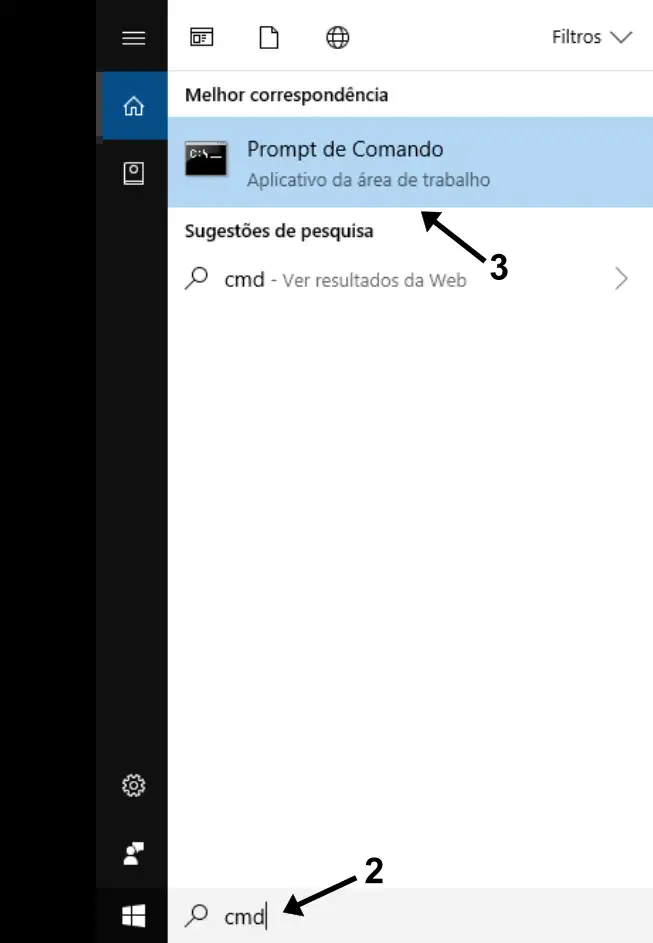 Filtros
Melhor correspondência
C:\_
Prompt de Comando
Aplicativo da área de trabalho
Sugestões de pesquisa
3
cmd - Ver resultados da Web
2
cmd